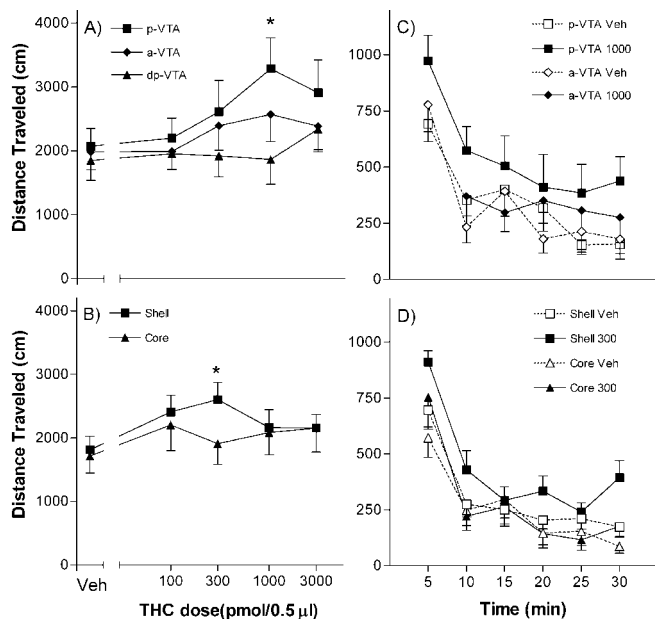 A)
p-VTA
a-VTA
dp-VTA
*
4000
3000
2000
1000
0
Distance Traveled (cm)
B)
Shell
Core
*
4000
3000
2000
1000
0
Distance Traveled (cm)
Veh
100
300
1000
3000
THC dose(pmol/0.5 µl)
C)
p-VTA Veh
p-VTA 1000
a-VTA Veh
a-VTA 1000
1000
750
500
250
0
D)
Shell Veh
Shell 300
Core Veh
Core 300
1000
750
500
250
0
5
10
15
20
25
30
Time (min)